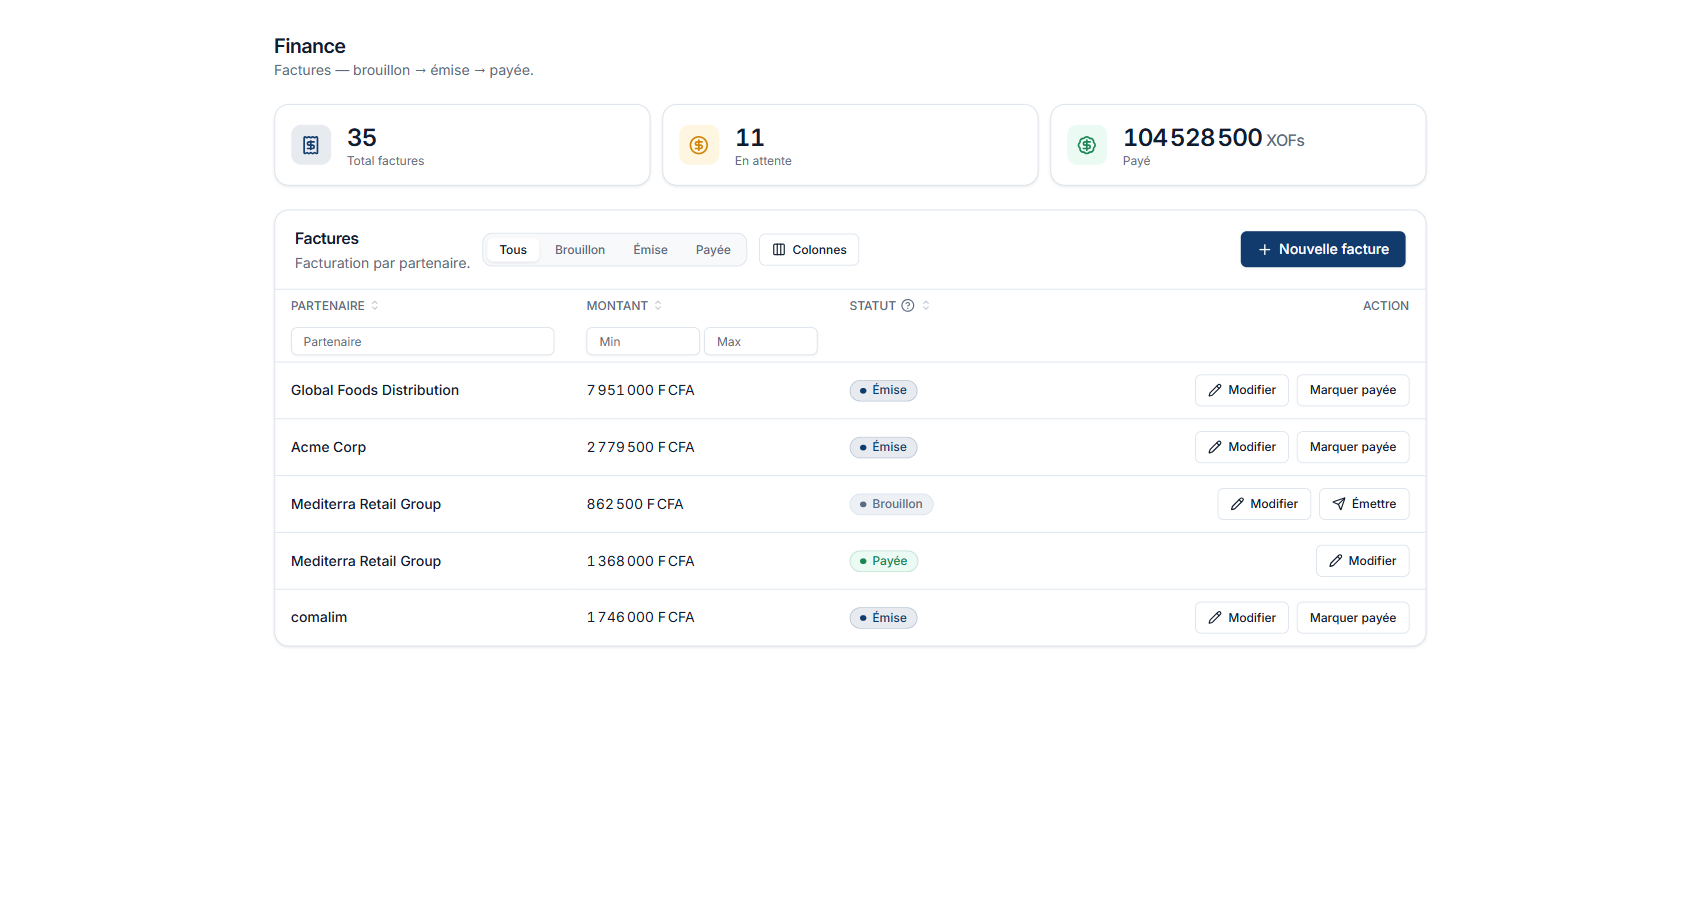 Finance
Factures — brouillon → émise → payée.
35
Total factures
11
En attente
104 528 500 XOFs
Payé
Factures
Facturation par partenaire.
Tous Brouillon Émise Payée
Colonnes
+ Nouvelle facture
PARTENAIRE MONTANT STATUT ACTION
Partenaire Min Max
Global Foods Distribution 7 951 000 F CFA Émise Modifier Marquer payée
Acme Corp 2 779 500 F CFA Émise Modifier Marquer payée
Mediterra Retail Group 862 500 F CFA Brouillon Modifier Émettre
Mediterra Retail Group 1 368 000 F CFA Payée Modifier
comalim 1 746 000 F CFA Émise Modifier Marquer payée